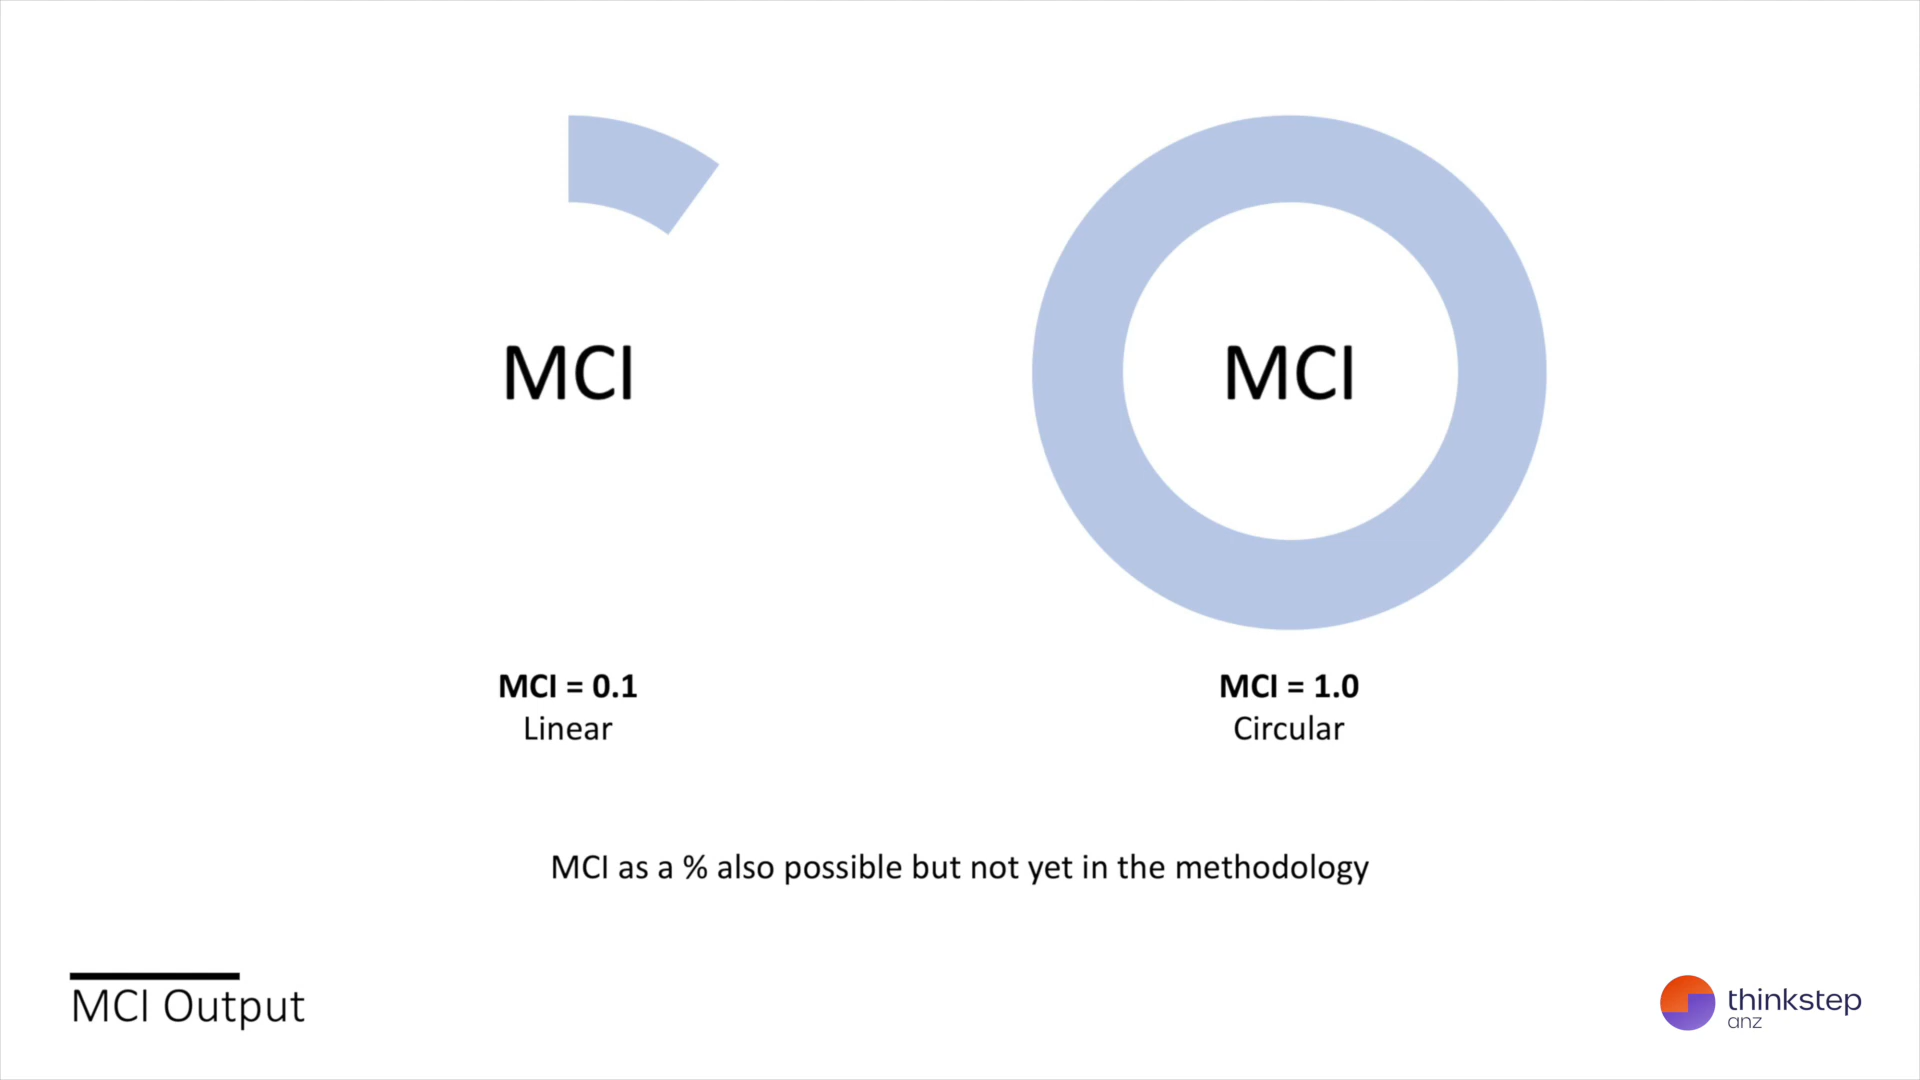 MCI
MCI
MCI = 0.1
Linear
MCI = 1.0
Circular
MCI as a % also possible but not yet in the methodology
MCI Output
thinkstep
anz